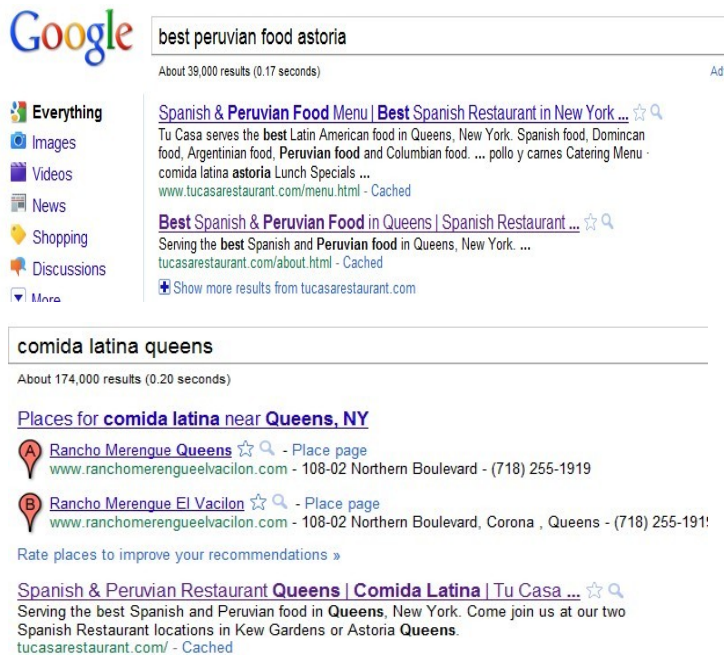 Google
best peruvian food astoria
About 39,000 results (0.17 seconds)
Ad
Everything
Images
Videos
News
Shopping
Discussions
More
Spanish & Peruvian Food Menu | Best Spanish Restaurant in New York ...
Tu Casa serves the best Latin American food in Queens, New York. Spanish food, Domincan
food, Argentinian food, Peruvian food and Columbian food. ... pollo y carnes Catering Menu ·
comida latina astoria Lunch Specials ...
www.tucasarestaurant.com/menu.html - Cached
Best Spanish & Peruvian Food in Queens | Spanish Restaurant ...
Serving the best Spanish and Peruvian food in Queens, New York. ...
tucasarestaurant.com/about.html - Cached
Show more results from tucasarestaurant.com
comida latina queens
About 174,000 results (0.20 seconds)
Places for comida latina near Queens, NY
A Rancho Merengue Queens - Place page
www.ranchomerengueelvacilon.com - 108-02 Northern Boulevard - (718) 255-1919
B Rancho Merengue El Vacilon - Place page
www.ranchomerengueelvacilon.com - 108-02 Northern Boulevard, Corona , Queens - (718) 255-191
Rate places to improve your recommendations »
Spanish & Peruvian Restaurant Queens | Comida Latina | Tu Casa ...
Serving the best Spanish and Peruvian food in Queens, New York. Come join us at our two
Spanish Restaurant locations in Kew Gardens or Astoria Queens.
tucasarestaurant.com/ - Cached